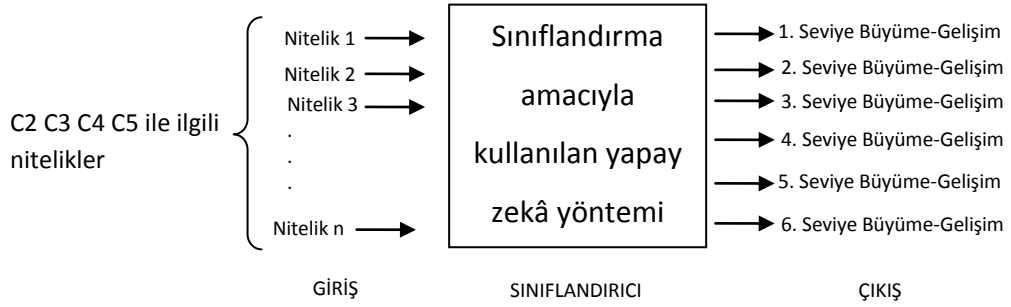 C2 C3 C4 C5 ile ilgili
nitelikler
Nitelik 1
Nitelik 2
Nitelik 3
.
.
.
Nitelik n
Sınıflandırma
amacıyla
kullanılan yapay
zekâ yöntemi
1. Seviye Büyüme-Gelişim
2. Seviye Büyüme-Gelişim
3. Seviye Büyüme-Gelişim
4. Seviye Büyüme-Gelişim
5. Seviye Büyüme-Gelişim
6. Seviye Büyüme-Gelişim
GİRİŞ
SINIFLANDIRICI
ÇIKIŞ